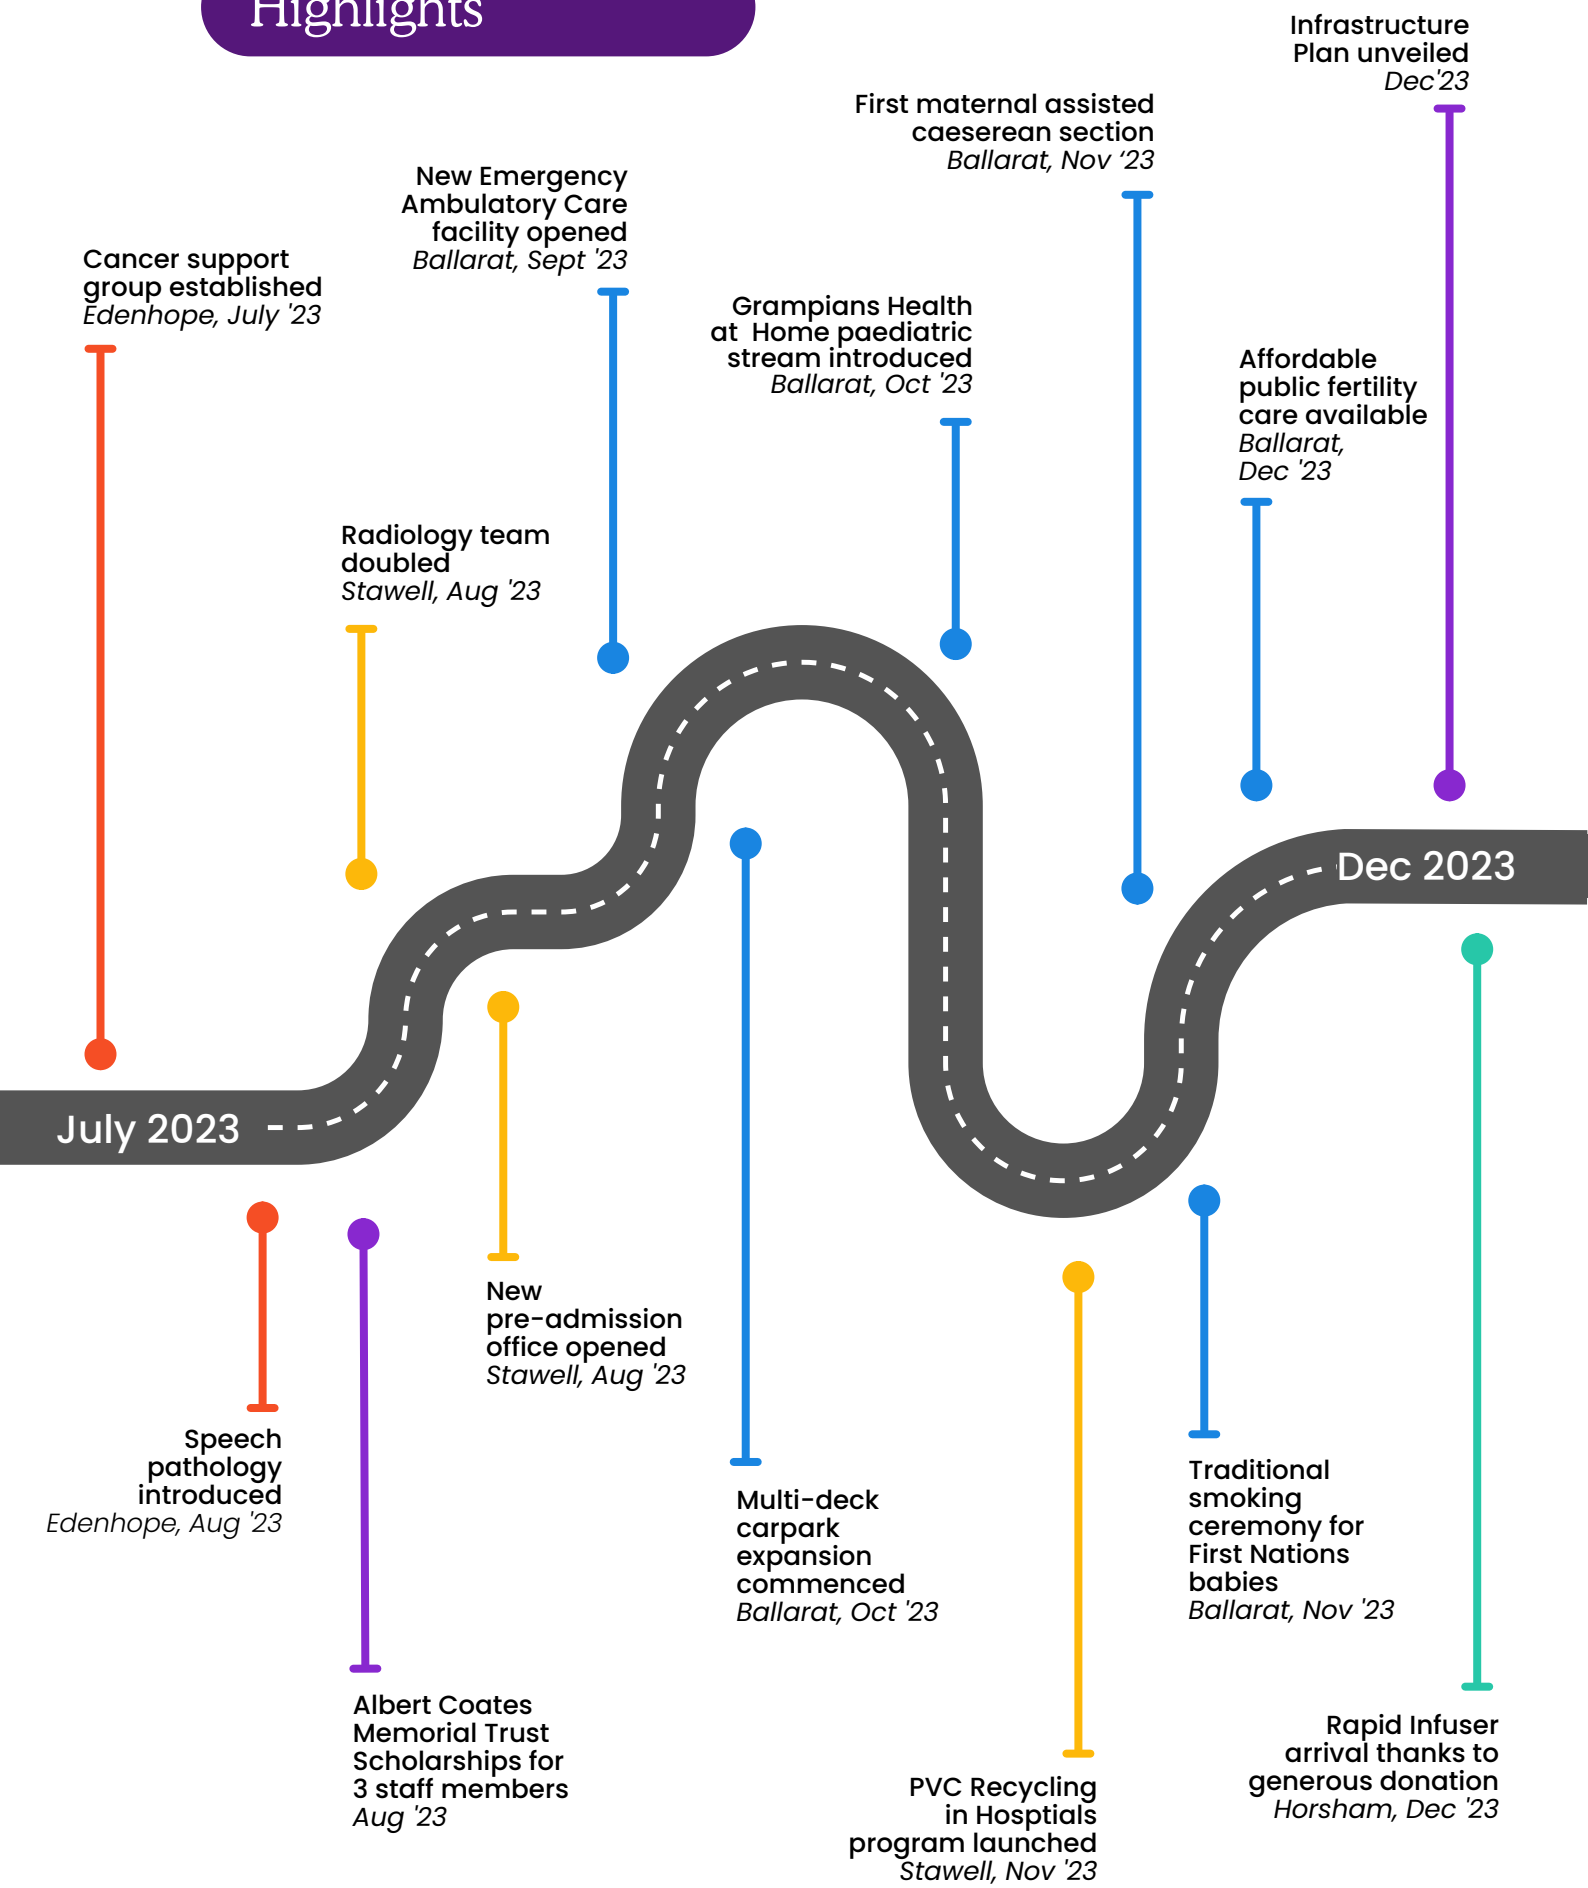 Highlights
Infrastructure
Plan unveiled
Dec'23
First maternal assisted
caeserean section
Ballarat, Nov ‘23
New Emergency
Ambulatory Care
facility opened
Ballarat, Sept '23
Cancer support
group established
Edenhope, July '23
Grampians Health
at  Home paediatric
stream introduced
Ballarat, Oct '23
Affordable
public fertility
care available
Ballarat,
Dec '23
Radiology team
doubled
Stawell, Aug '23
Dec 2023
July 2023
New
pre-admission
office opened
Stawell, Aug '23
Speech
pathology
introduced
Edenhope, Aug '23
Multi-deck
carpark
expansion
commenced
Ballarat, Oct '23
Traditional
smoking
ceremony for
First Nations
babies
Ballarat, Nov '23
Albert Coates
Memorial Trust
Scholarships for
3 staff members
Aug '23
PVC Recycling
in Hosptials
program launched
Stawell, Nov '23
Rapid Infuser
arrival thanks to
generous donation
Horsham, Dec '23